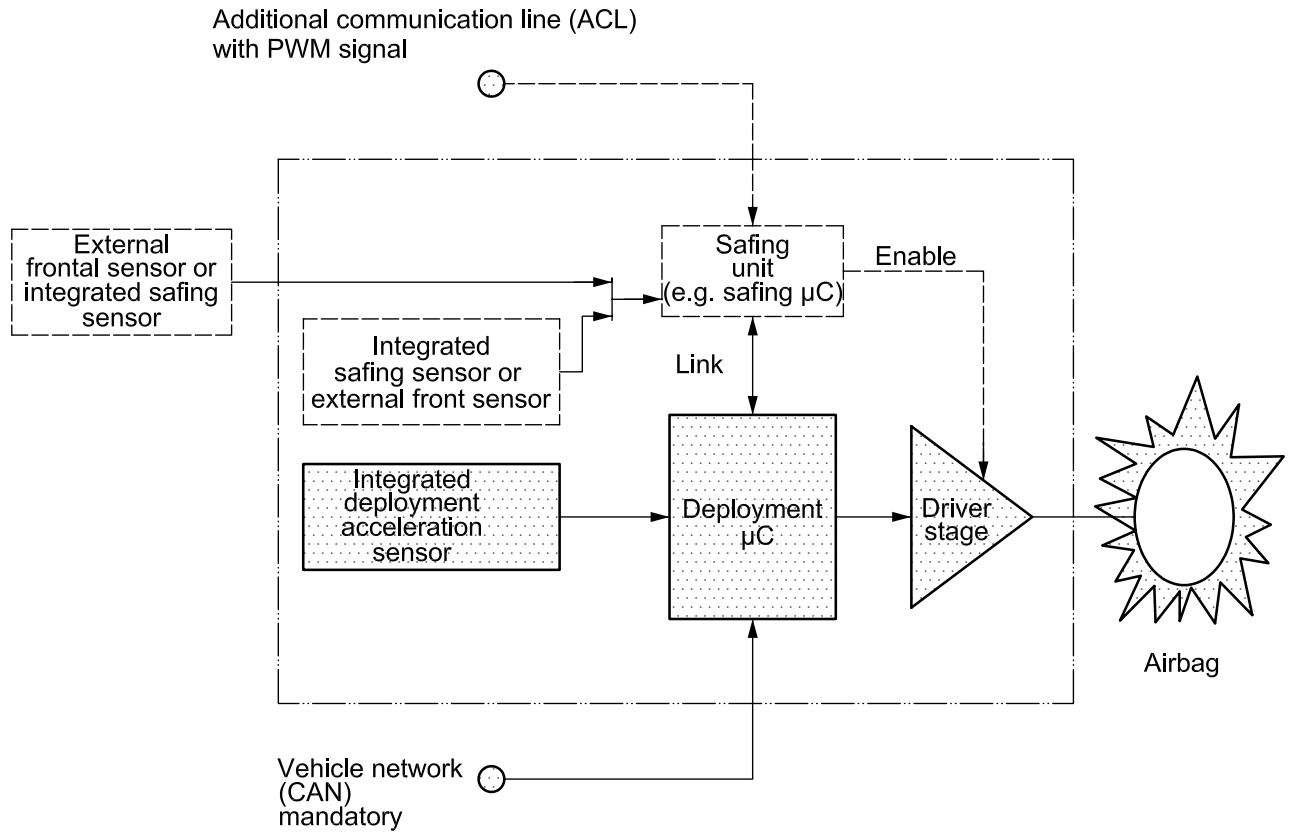 Additional communication line (ACL)
with PWM signal
External
frontal sensor or
integrated safing
sensor
Safing
unit
(e.g. safing µC)
Enable
Integrated
safing sensor or
external front sensor
Link
Integrated
deployment
acceleration
sensor
Deployment
µC
Driver
stage
Airbag
Vehicle network
(CAN)
mandatory